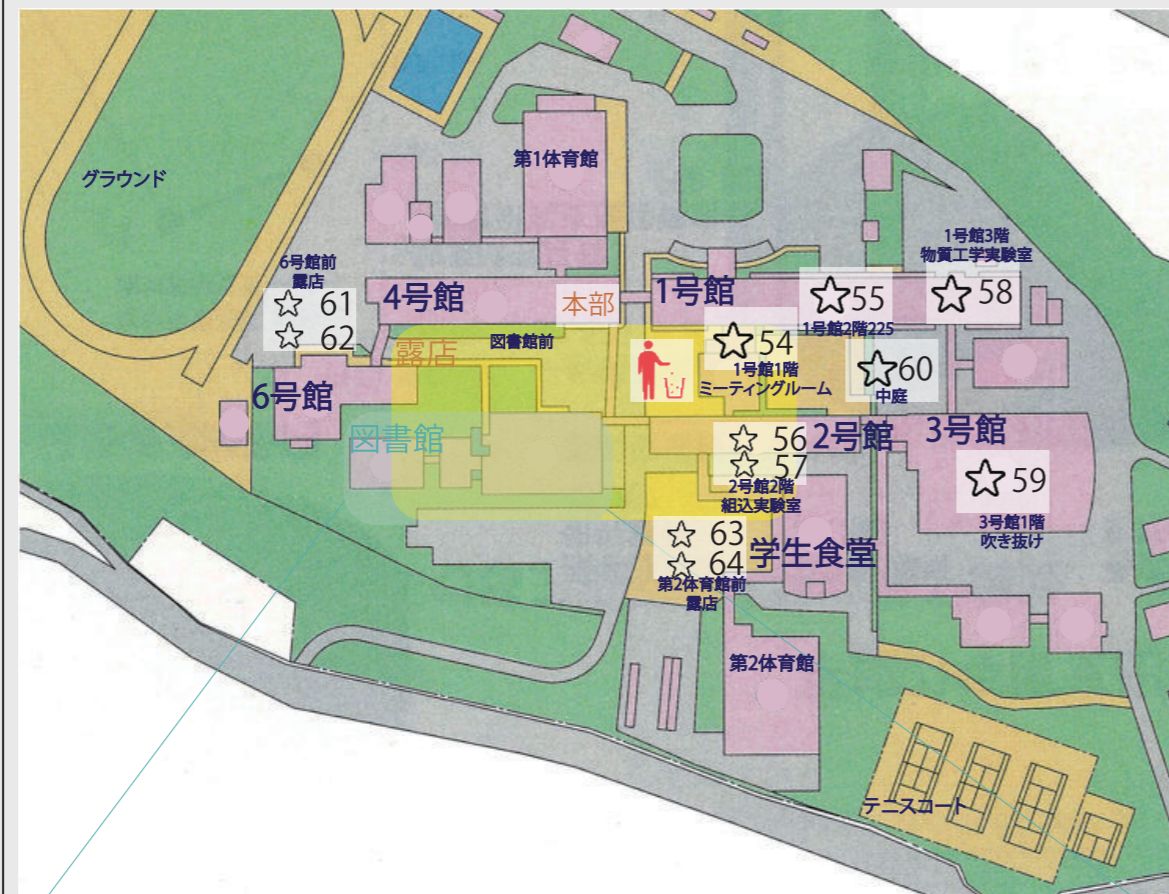 グラウンド
第1体育館
1号館3階
物質工学実験室
6号館前
露店
61
62
4号館
本部
1号館
55
58
1号館2階225
図書館前
露店
54
1号館1階
ミーティングルーム
60
中庭
6号館
図書館
56
57
2号館
3号館
2号館2階
組込実験室
59
3号館1階
吹き抜け
63
64
学生食堂
第2体育館前
露店
第2体育館
テニスコート